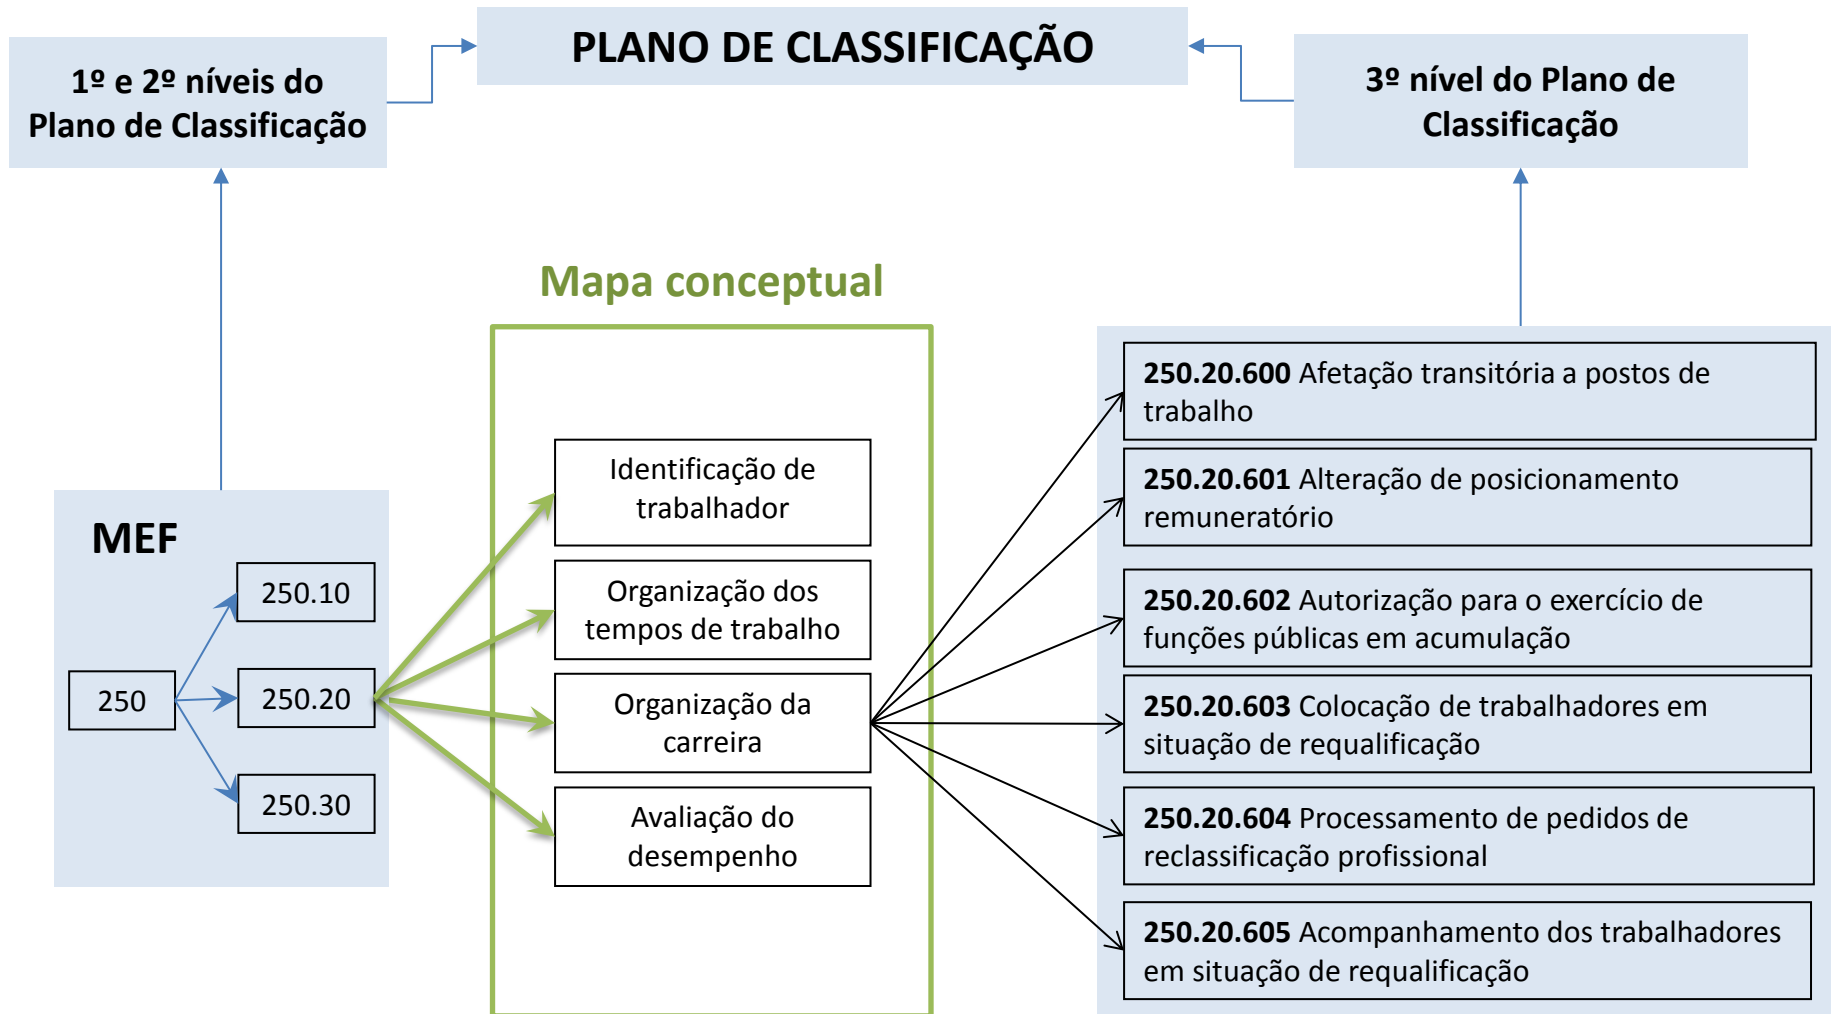 PLANO DE CLASSIFICAÇÃO
1º e 2º níveis do
Plano de Classificação
3º nível do Plano de
Classificação
Mapa conceptual
MEF
250
250.10
250.20
250.30
Identificação de
trabalhador
Organização dos
tempos de trabalho
Organização da
carreira
Avaliação do
desempenho
250.20.600 Afetação transitória a postos de
trabalho
250.20.601 Alteração de posicionamento
remuneratório
250.20.602 Autorização para o exercício de
funções públicas em acumulação
250.20.603 Colocação de trabalhadores em
situação de requalificação
250.20.604 Processamento de pedidos de
reclassificação profissional
250.20.605 Acompanhamento dos trabalhadores
em situação de requalificação